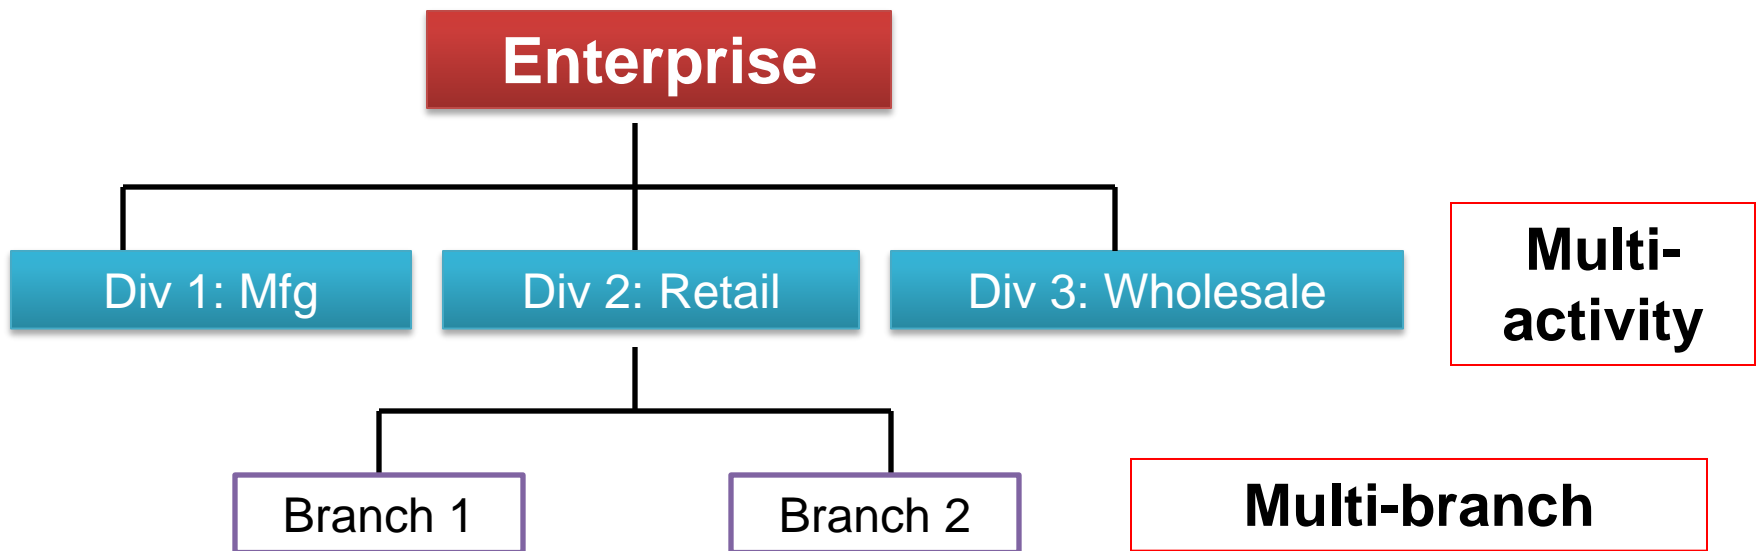 Enterprise
Div 1: Mfg
Div 2: Retail
Div 3: Wholesale
Multi-
activity
Branch 1
Branch 2
Multi-branch